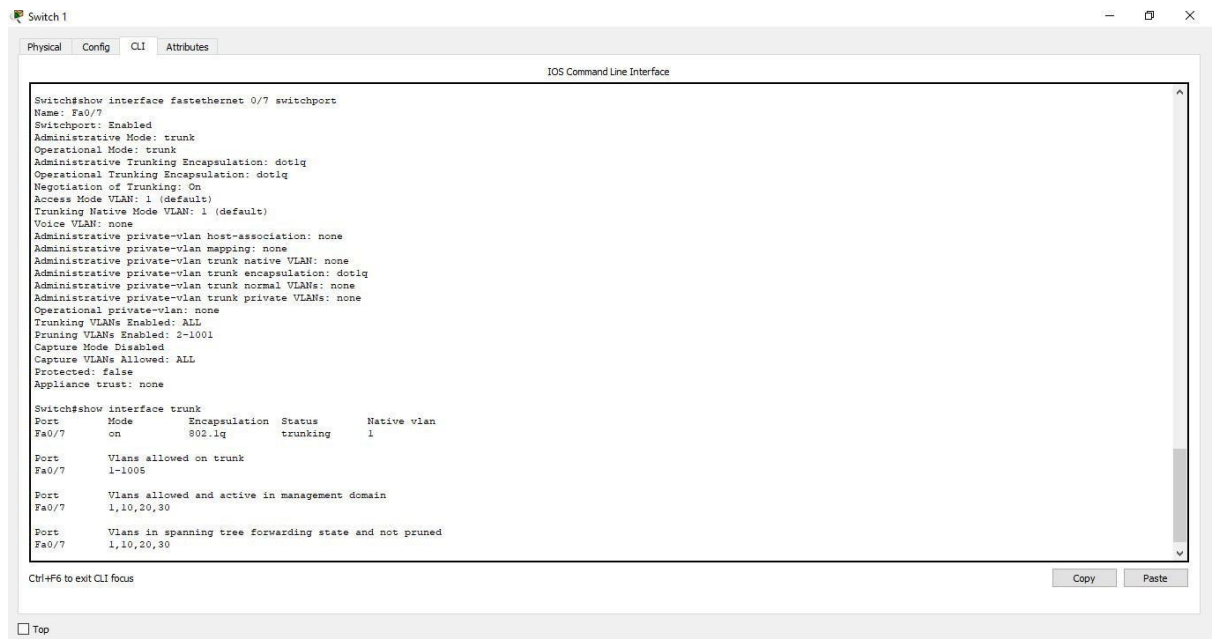 Switch 1
Physical Config CLI Attributes
IOS Command Line Interface
Switch#show interface fastethernet 0/7 switchport
Name: Fa0/7
Switchport: Enabled
Administrative Mode: trunk
Operational Mode: trunk
Administrative Trunking Encapsulation: dot1q
Operational Trunking Encapsulation: dot1q
Negotiation of Trunking: On
Access Mode VLAN: 1 (default)
Trunking Native Mode VLAN: 1 (default)
Voice VLAN: none
Administrative private-vlan host-association: none
Administrative private-vlan mapping: none
Administrative private-vlan trunk native VLAN: none
Administrative private-vlan trunk encapsulation: dot1q
Administrative private-vlan trunk normal VLANs: none
Administrative private-vlan trunk private VLANs: none
Operational private-vlan: none
Trunking VLANs Enabled: ALL
Pruning VLANs Enabled: 2-1001
Capture Mode Disabled
Capture VLANs Allowed: ALL
Protected: false
Appliance trust: none
Switch#show interface trunk
Port Mode Encapsulation Status Native vlan
Fa0/7 on 802.1q trunking 1
Port Vlans allowed on trunk
Fa0/7 1-1005
Port Vlans allowed and active in management domain
Fa0/7 1,10,20,30
Port Vlans in spanning tree forwarding state and not pruned
Fa0/7 1,10,20,30
Ctrl+F6 to exit CLI focus
Copy Paste
Top